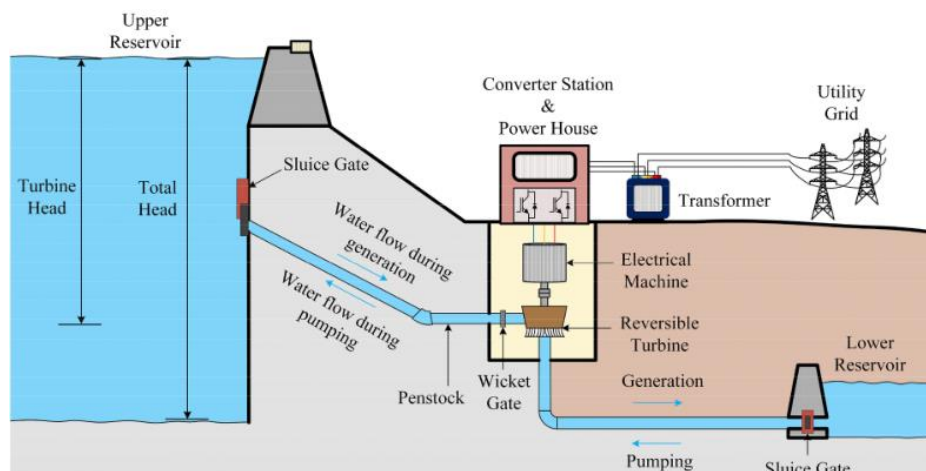 Upper
Reservoir
Converter Station
&
Power House
Utility
Grid
Sluice Gate
Turbine
Head
Total
Head
Transformer
Water flow during
generation
Water flow during
pumping
Electrical
Machine
Reversible
Turbine
Lower
Reservoir
Penstock
Wicket
Gate
Generation
Pumping
Sluice Gate